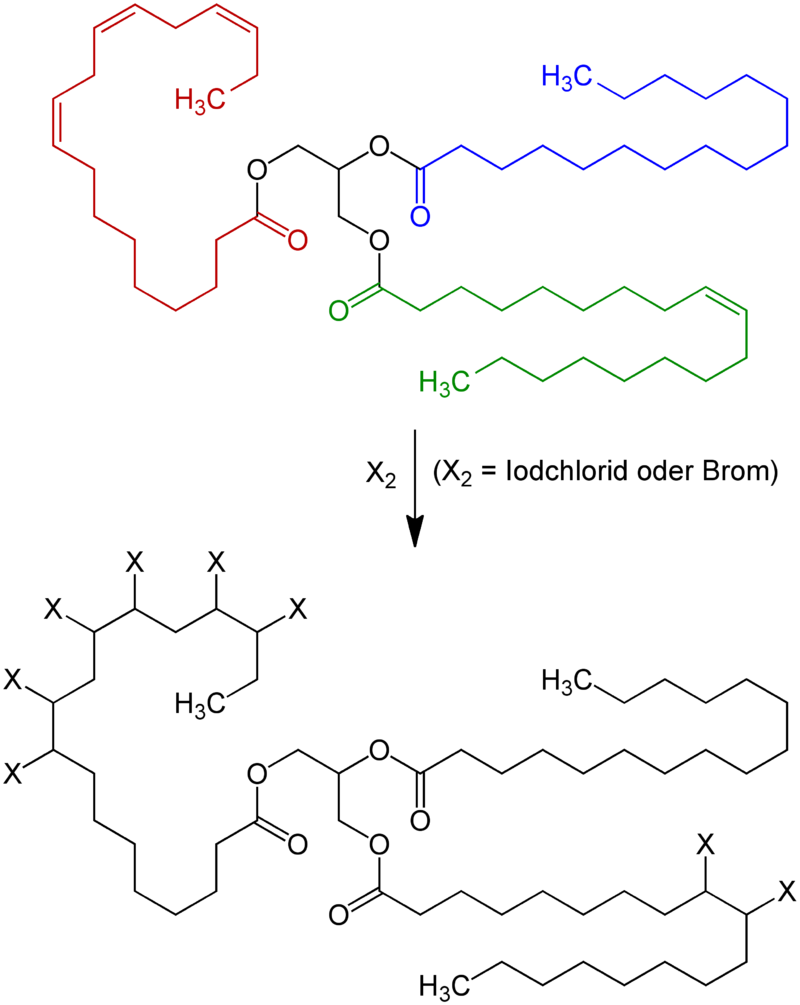 H₃C
H₃C
O
O
O
O
O
O
H₃C
X₂ (X₂ = Iodchlorid oder Brom)
X X
X X
X
H₃C
H₃C
X
O
O
O
O
O
X
X
O
H₃C